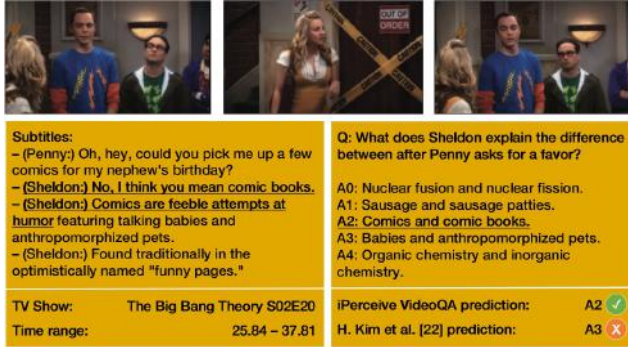 OUT OF
ORDER
CAUTION
CAUTION
CAUTION
Subtitles:
– (Penny:) Oh, hey, could you pick me up a few
comics for my nephew's birthday?
– (Sheldon:) No, I think you mean comic books.
– (Sheldon:) Comics are feeble attempts at
humor featuring talking babies and
anthropomorphized pets.
– (Sheldon:) Found traditionally in the
optimistically named "funny pages."
TV Show: The Big Bang Theory S02E20
Time range: 25.84 – 37.81
Q: What does Sheldon explain the difference
between after Penny asks for a favor?
A0: Nuclear fusion and nuclear fission.
A1: Sausage and sausage patties.
A2: Comics and comic books.
A3: Babies and anthropomorphized pets.
A4: Organic chemistry and inorganic
chemistry.
iPerceive VideoQA prediction: A2
H. Kim et al. [22] prediction: A3 X